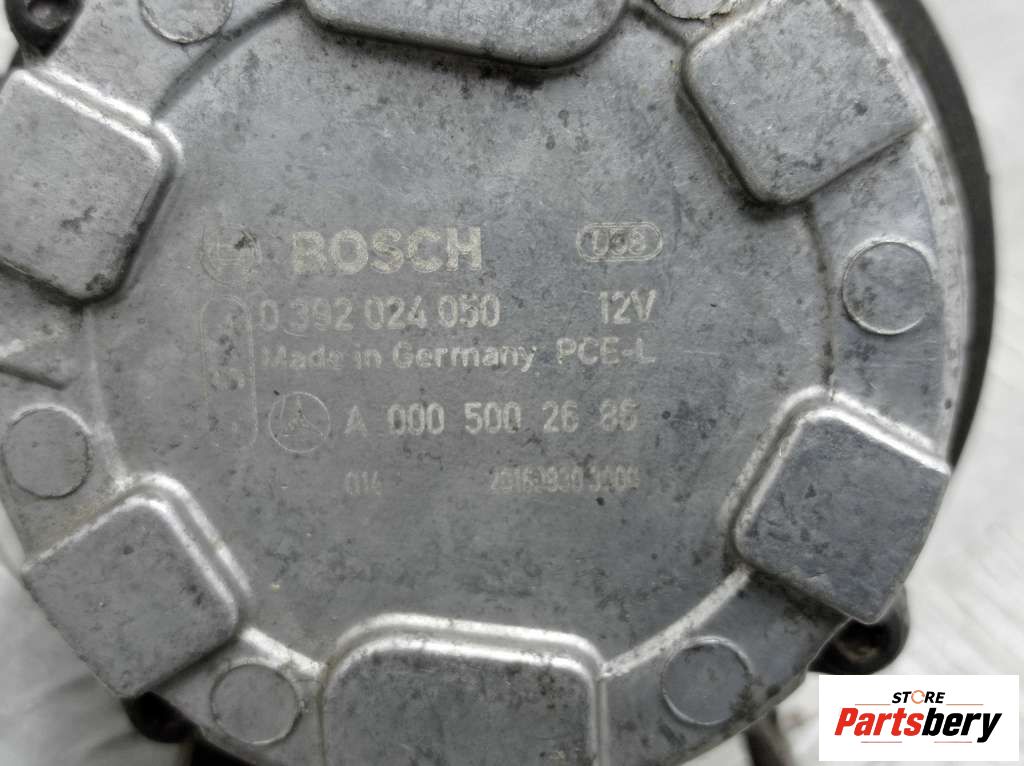 BOSCH
0 392 024 050 12V
Made in Germany PCE-L
A 000 500 26 86
014
STORE
Partsbery